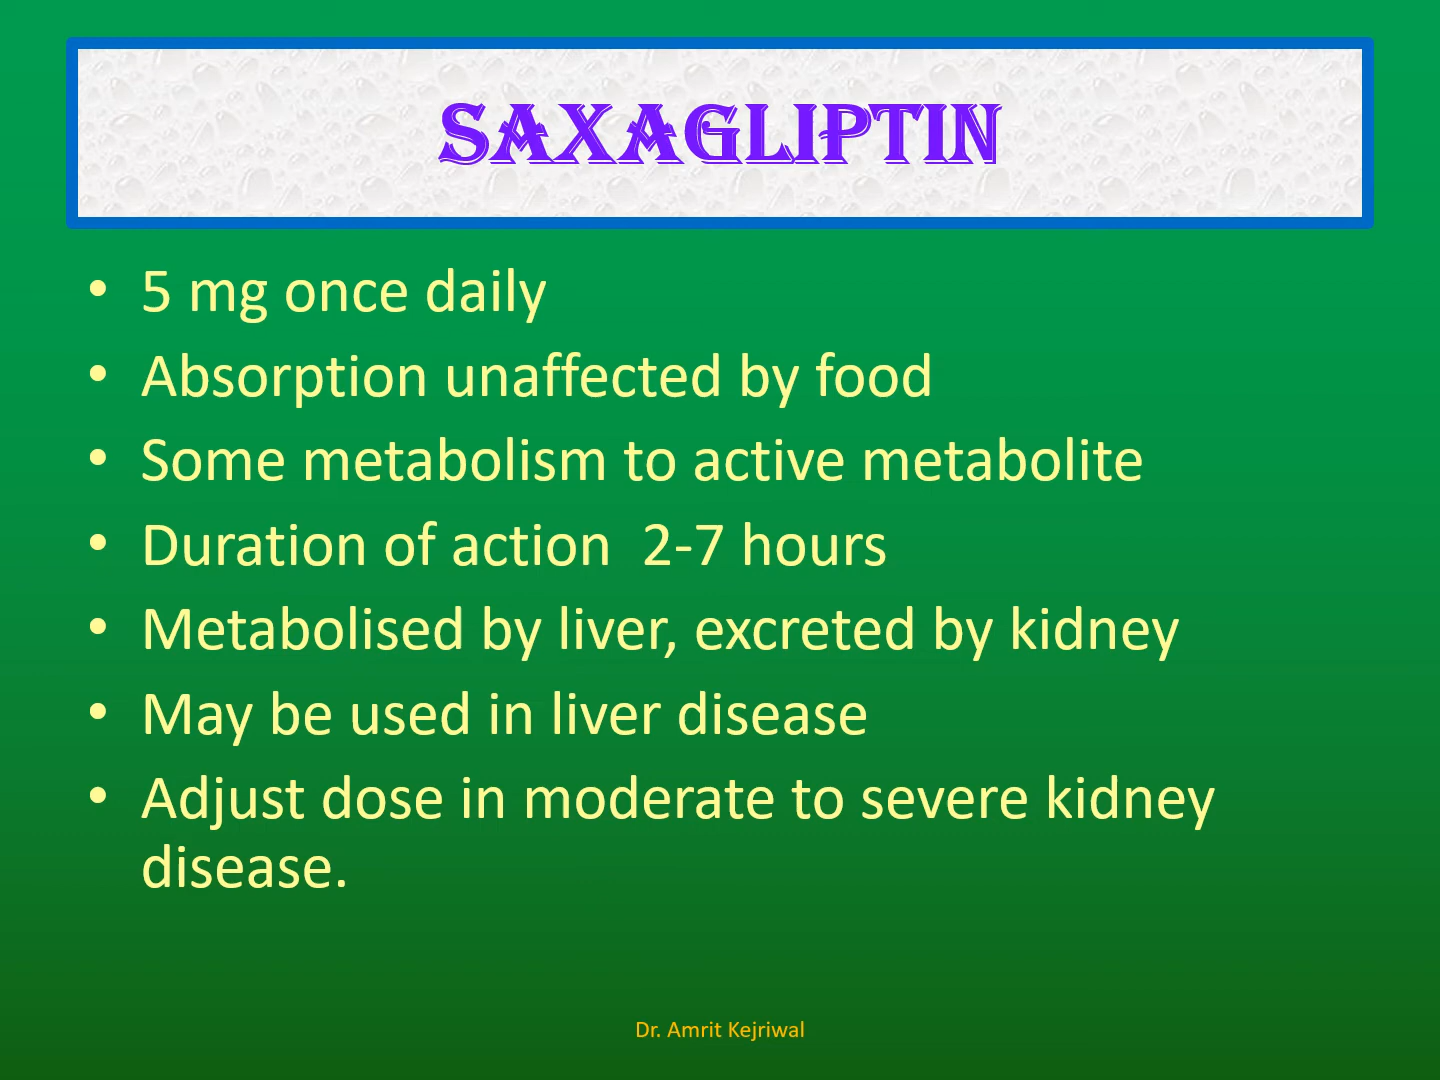 SAXAGLIPTIN
• 5 mg once daily
• Absorption unaffected by food
• Some metabolism to active metabolite
• Duration of action  2-7 hours
• Metabolised by liver, excreted by kidney
• May be used in liver disease
• Adjust dose in moderate to severe kidney
disease.
Dr. Amrit Kejriwal